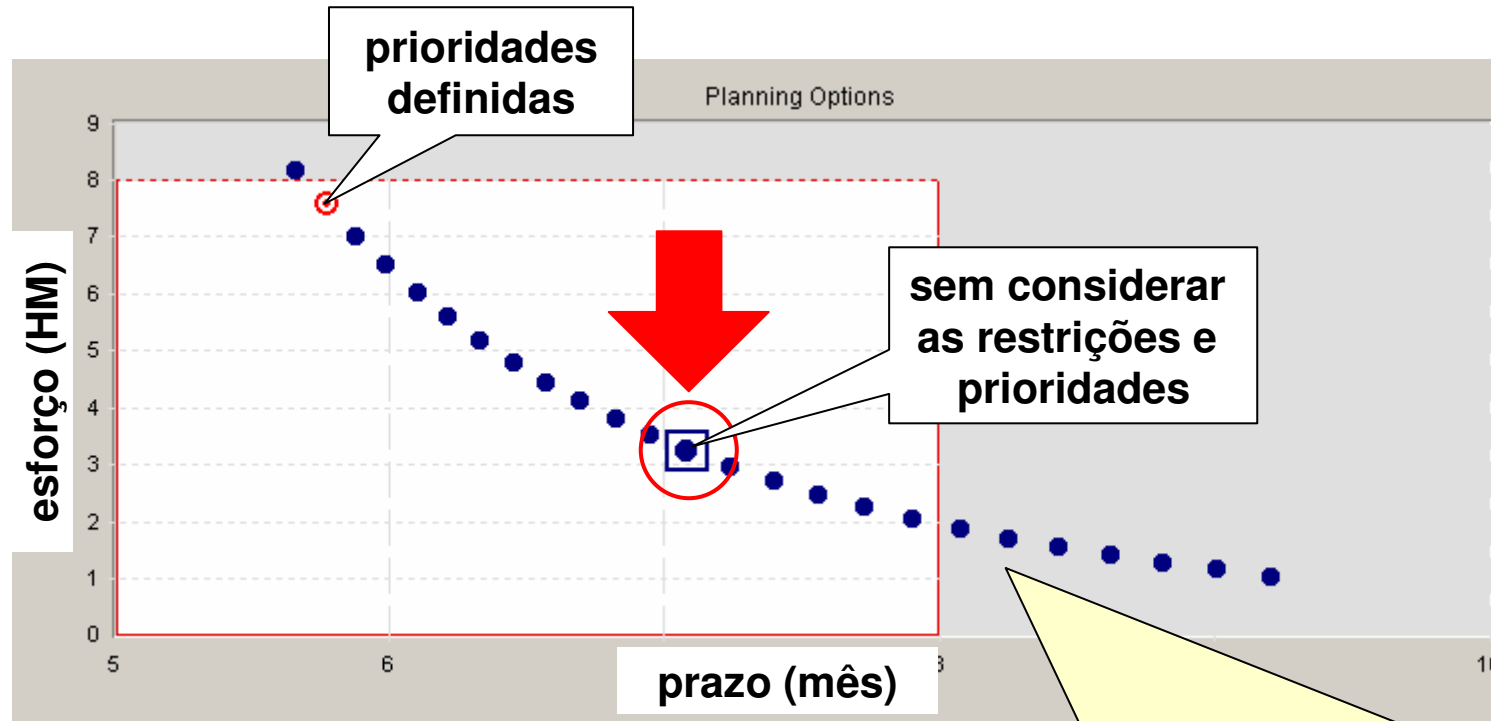 prioridades
definidas
Planning Options
9
8
7
6
5
4
3
2
1
0
esforço (HM)
sem considerar
as restrições e
prioridades
5
6
prazo (mês)